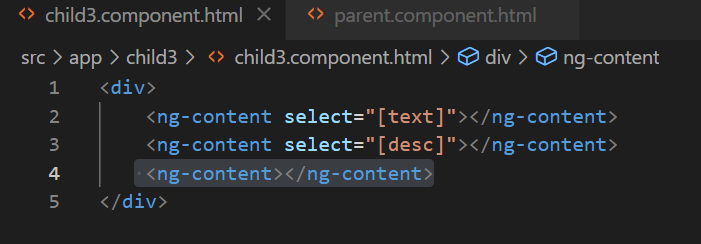 child3.component.html × parent.component.html
src > app > child3 > child3.component.html > div > ng-content
1 <div>
2 <ng-content select="[text]"></ng-content>
3 <ng-content select="[desc]"></ng-content>
4 <ng-content></ng-content>
5 </div>